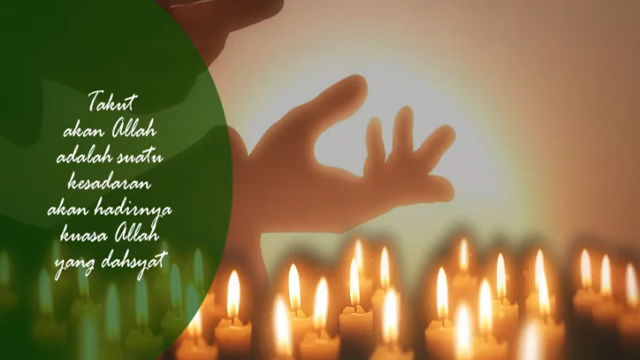 Takut
akan Allah
adalah suatu
kesadaran
akan hadirnya
kuasa Allah
yang dahsyat